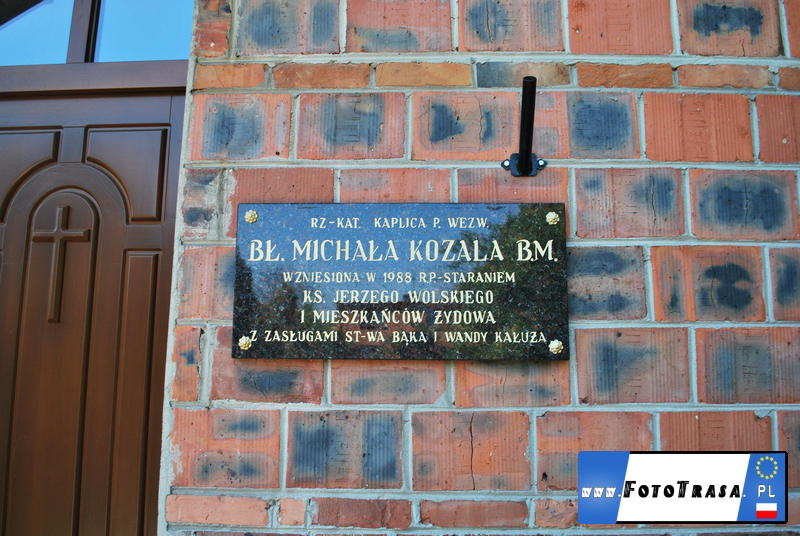 RZ-KAT. KAPLICA P. WEZW.
BŁ. MICHAŁA KOZALA B.M.
WZNIESIONA W 1988 R.P.-STARANIEM
KS. JERZEGO WOLSKIEGO
I MIESZKAŃCÓW ŻYDOWA
Z ZASŁUGAMI ST-WA BĄKA I WANDY KAŁUŻA
www.FotoTrasa.PL